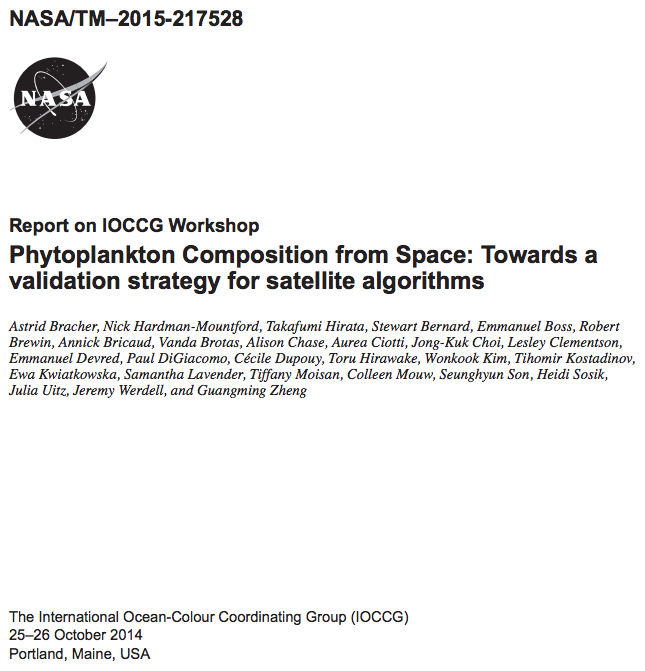 NASA/TM–2015-217528
NASA
Report on IOCCG Workshop
Phytoplankton Composition from Space: Towards a
validation strategy for satellite algorithms
Astrid Bracher, Nick Hardman-Mountford, Takafumi Hirata, Stewart Bernard, Emmanuel Boss, Robert
Brewin, Annick Bricaud, Vanda Brotas, Alison Chase, Aurea Ciotti, Jong-Kuk Choi, Lesley Clementson,
Emmanuel Devred, Paul DiGiacomo, Cécile Dupouy, Toru Hirawake, Wonkook Kim, Tihomir Kostadinov,
Ewa Kwiatkowska, Samantha Lavender, Tiffany Moisan, Colleen Mouw, Seunghyun Son, Heidi Sosik,
Julia Uitz, Jeremy Werdell, and Guangming Zheng
The International Ocean-Colour Coordinating Group (IOCCG)
25–26 October 2014
Portland, Maine, USA